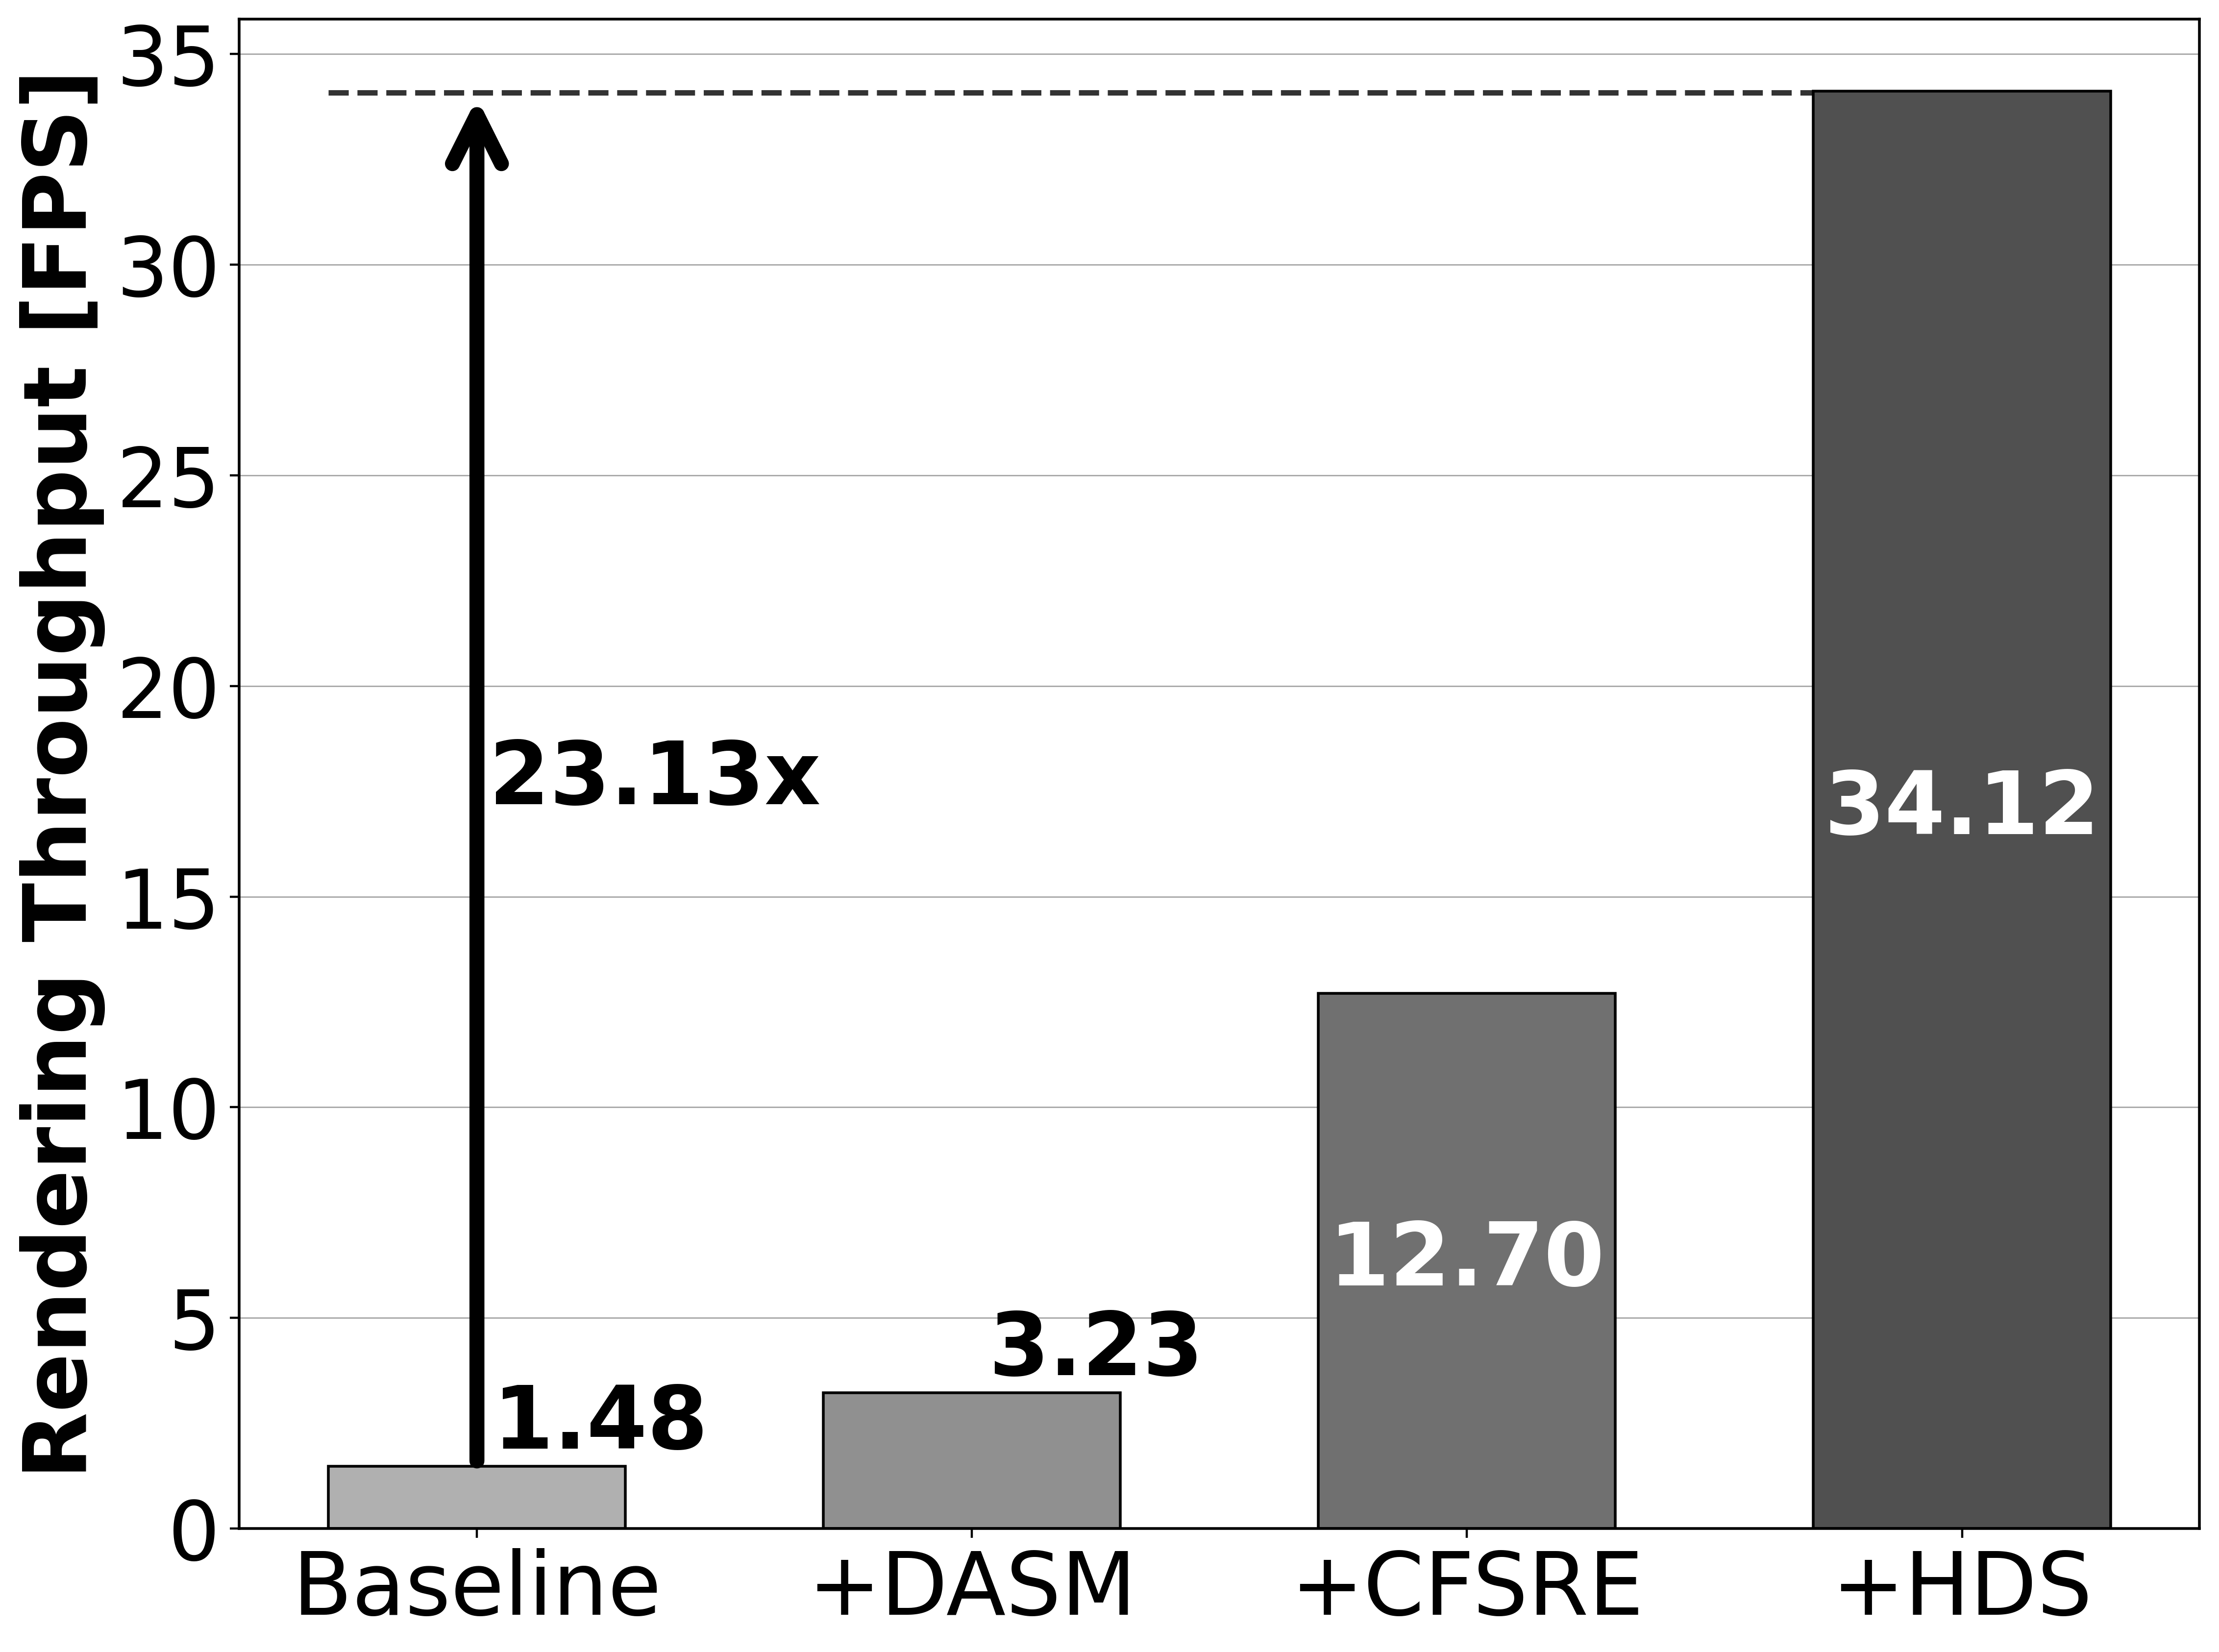 Rendering Throughput [FPS]
35
30
25
20
15
10
5
0
23.13x
1.48
3.23
12.70
34.12
Baseline
+DASM
+CFSRE
+HDS